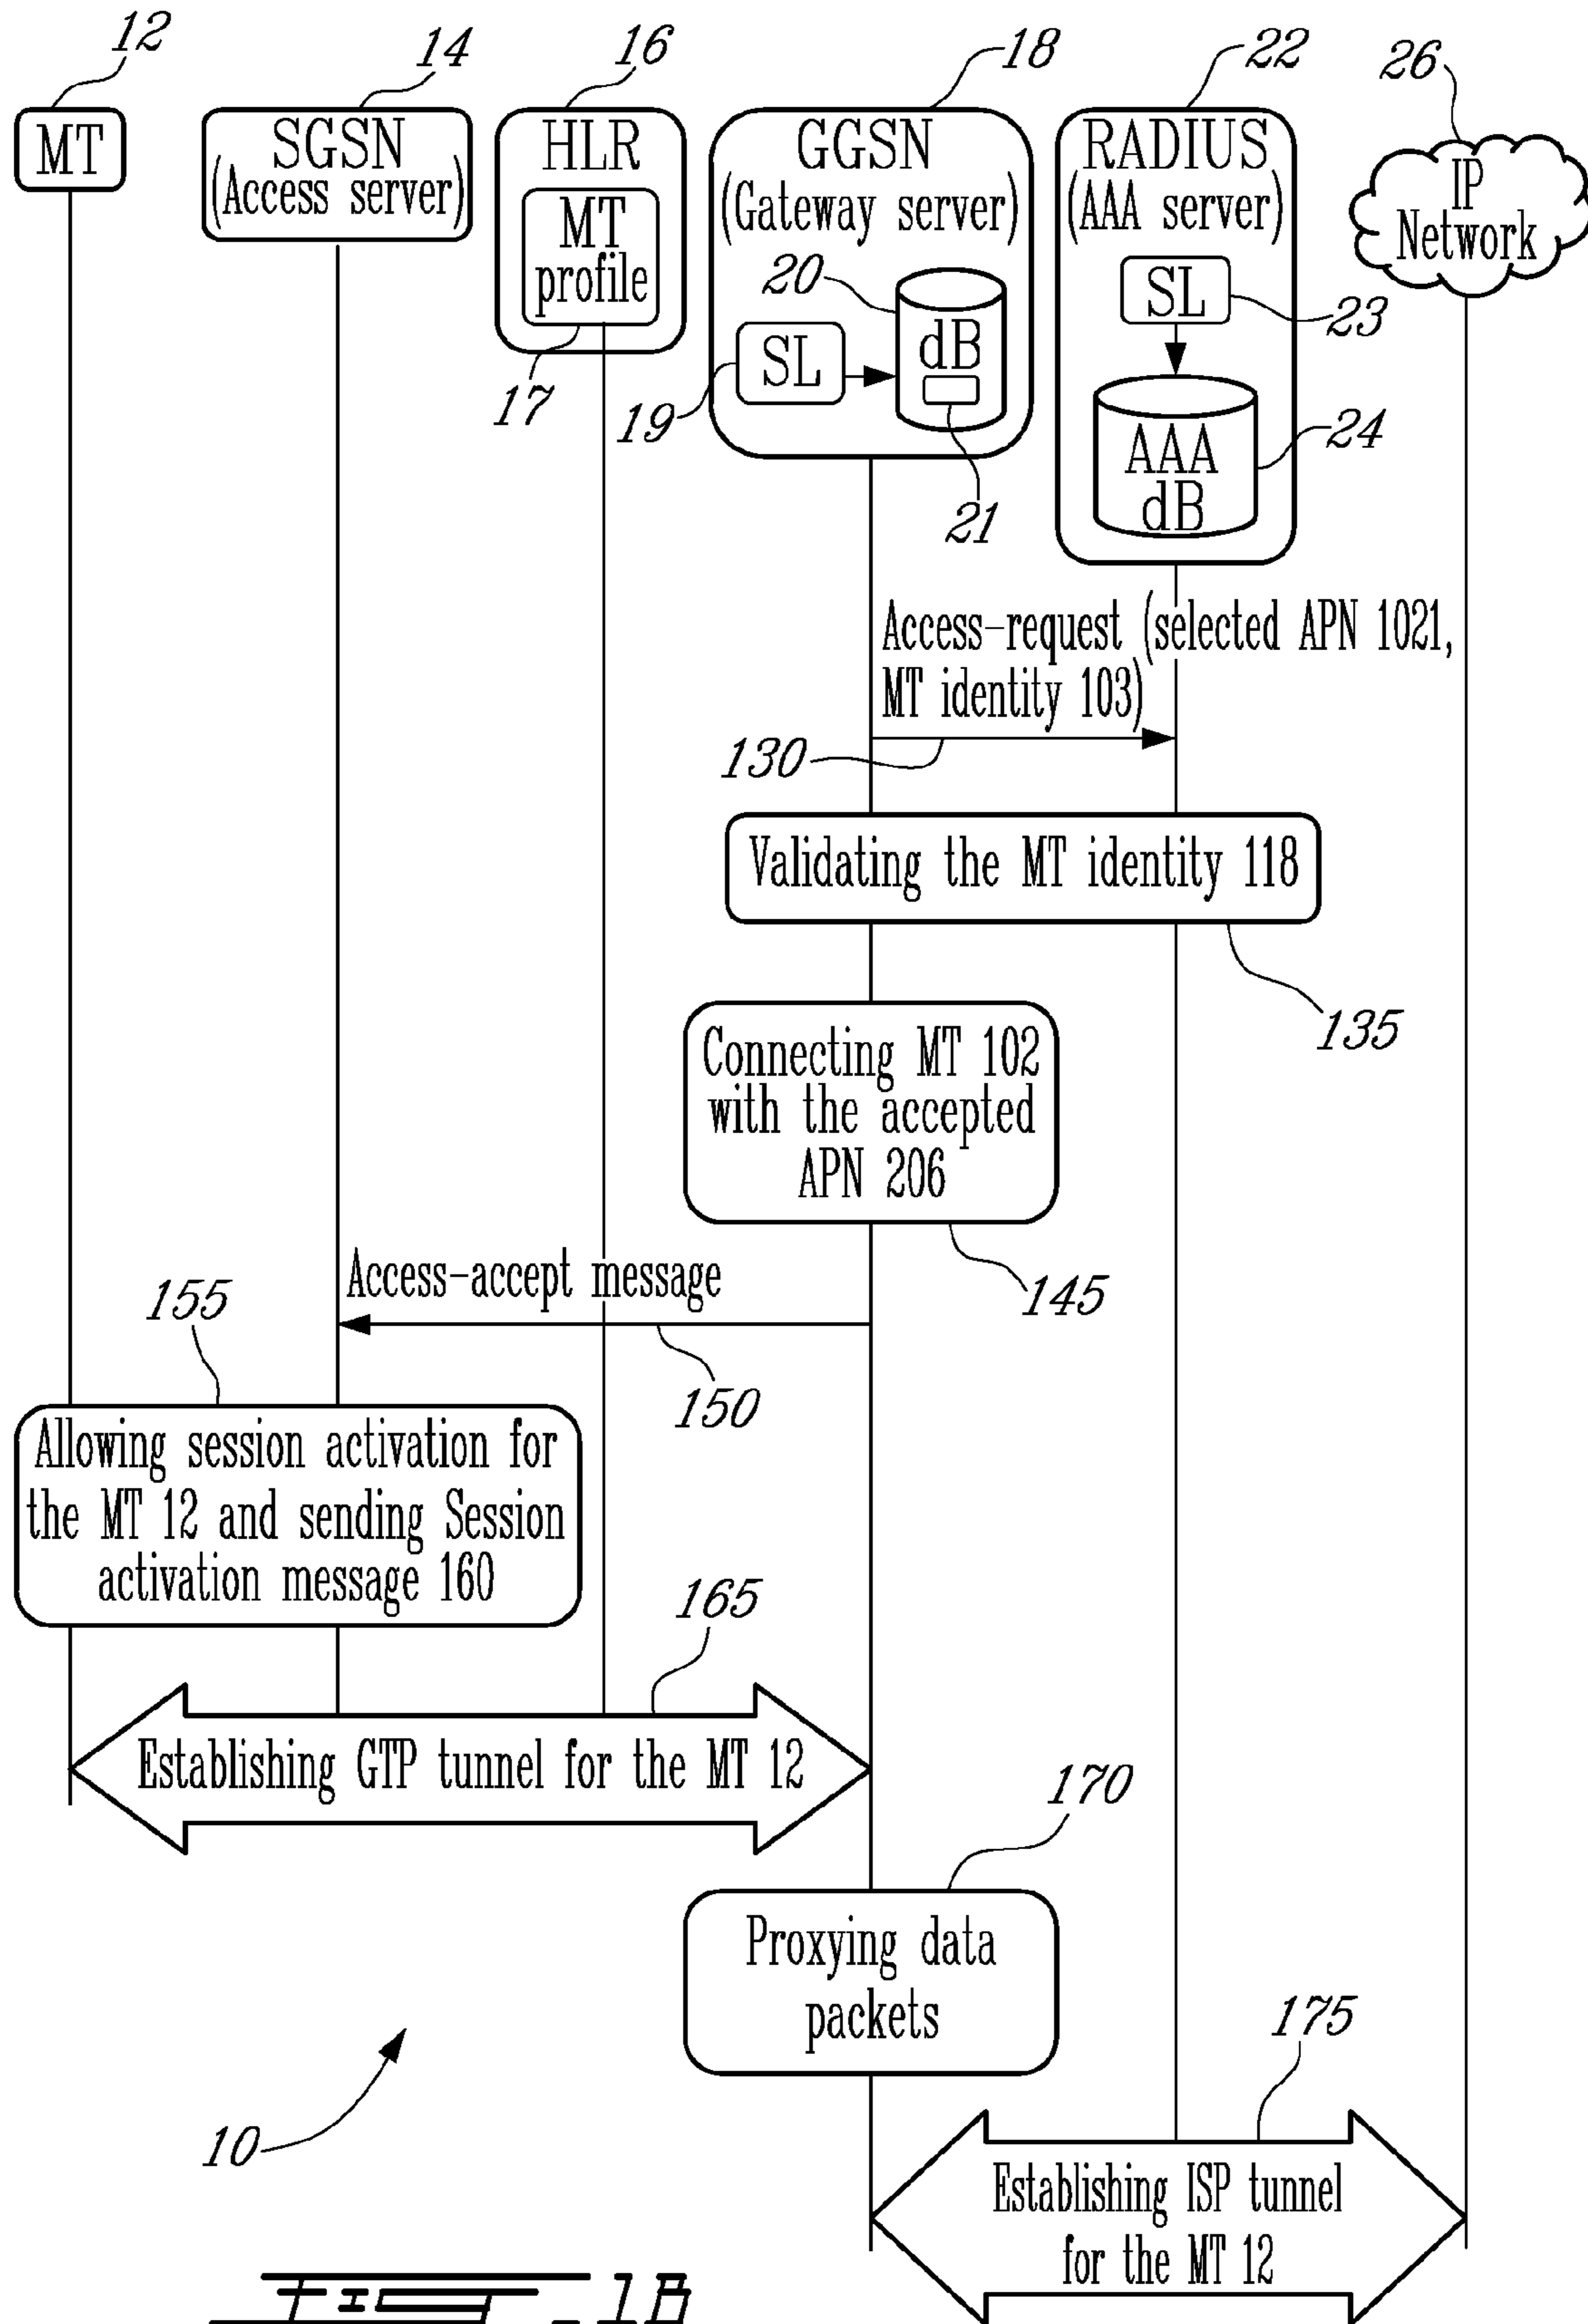 12
14
16
18
22
26
MT
SGSN
(Access server)
HLR
MT
profile
17
GGSN
(Gateway server)
20
dB
SL
19
21
RADIUS
(AAA server)
SL
23
AAA
dB
24
IP
Network
Access-request (selected APN 1021,
MT identity 103)
130
Validating the MT identity 118
135
Connecting MT 102
with the accepted
APN 206
145
Access-accept message
150
155
Allowing session activation for
the MT 12 and sending Session
activation message 160
165
Establishing GTP tunnel for the MT 12
170
Proxying data
packets
175
Establishing ISP tunnel
for the MT 12
10
FIG. 1B